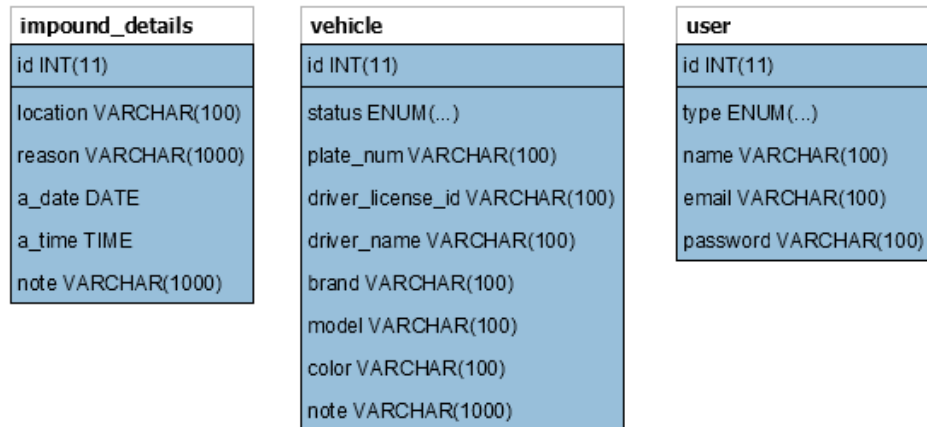 impound_details
id INT(11)
location VARCHAR(100)
reason VARCHAR(1000)
a_date DATE
a_time TIME
note VARCHAR(1000)
vehicle
id INT(11)
status ENUM(...)
plate_num VARCHAR(100)
driver_license_id VARCHAR(100)
driver_name VARCHAR(100)
brand VARCHAR(100)
model VARCHAR(100)
color VARCHAR(100)
note VARCHAR(1000)
user
id INT(11)
type ENUM(...)
name VARCHAR(100)
email VARCHAR(100)
password VARCHAR(100)